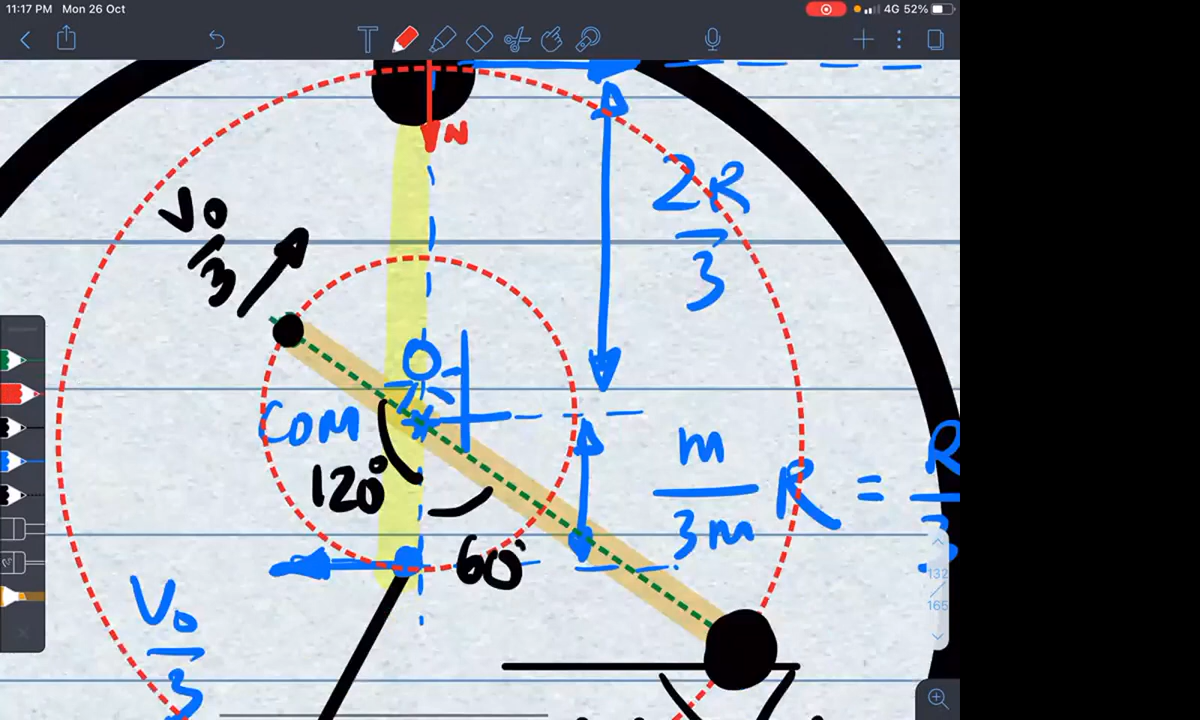 11:17 PM Mon 26 Oct
4G 52%
T
N
2R
3
V0
3
O
COM
120°
60°
m
3m
R =
R
3
V0
3
132
165